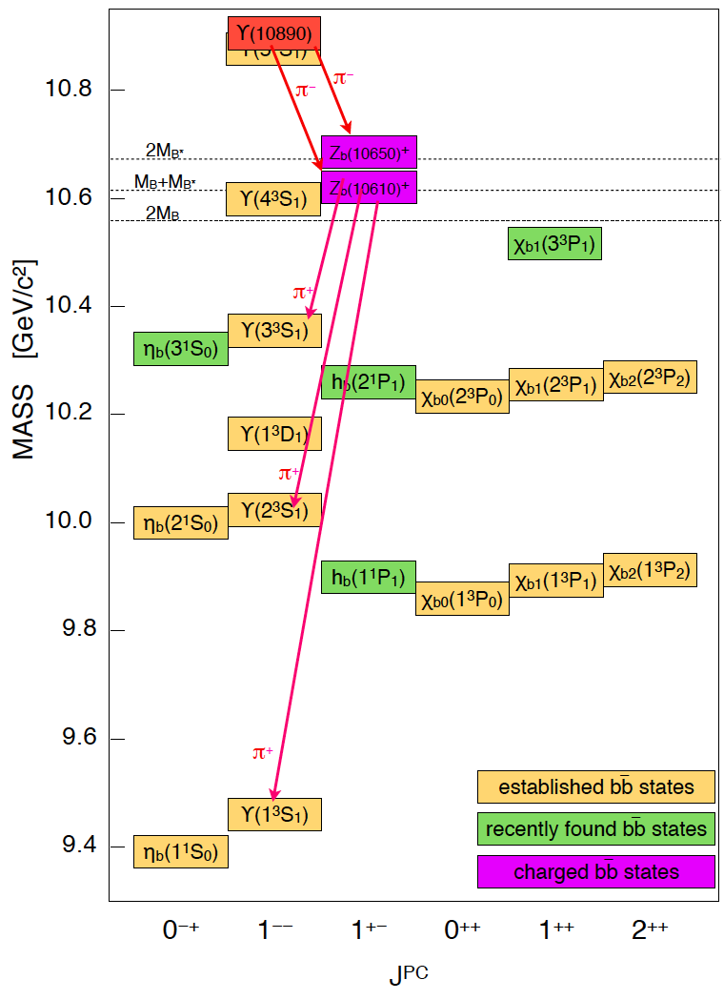 ϒ(10890)
ϒ(5³S₁)
π⁻
π⁻
10.8
2M_B*
Z_b(10650)⁺
M_B+M_B*
Z_b(10610)⁺
10.6
ϒ(4³S₁)
2M_B
χ_b1(3³P₁)
MASS [GeV/c²]
10.4
π⁺
ϒ(3³S₁)
η_b(3¹S₀)
h_b(2¹P₁)
χ_b0(2³P₀)
χ_b1(2³P₁)
χ_b2(2³P₂)
10.2
ϒ(1³D₁)
π⁺
10.0
η_b(2¹S₀)
ϒ(2³S₁)
h_b(1¹P₁)
χ_b0(1³P₀)
χ_b1(1³P₁)
χ_b2(1³P₂)
9.8
9.6
π⁺
ϒ(1³S₁)
9.4
η_b(1¹S₀)
established bb̄ states
recently found bb̄ states
charged bb̄ states
0⁻⁺ 1⁻⁻ 1⁺⁻ 0⁺⁺ 1⁺⁺ 2⁺⁺
Jᴾᶜ